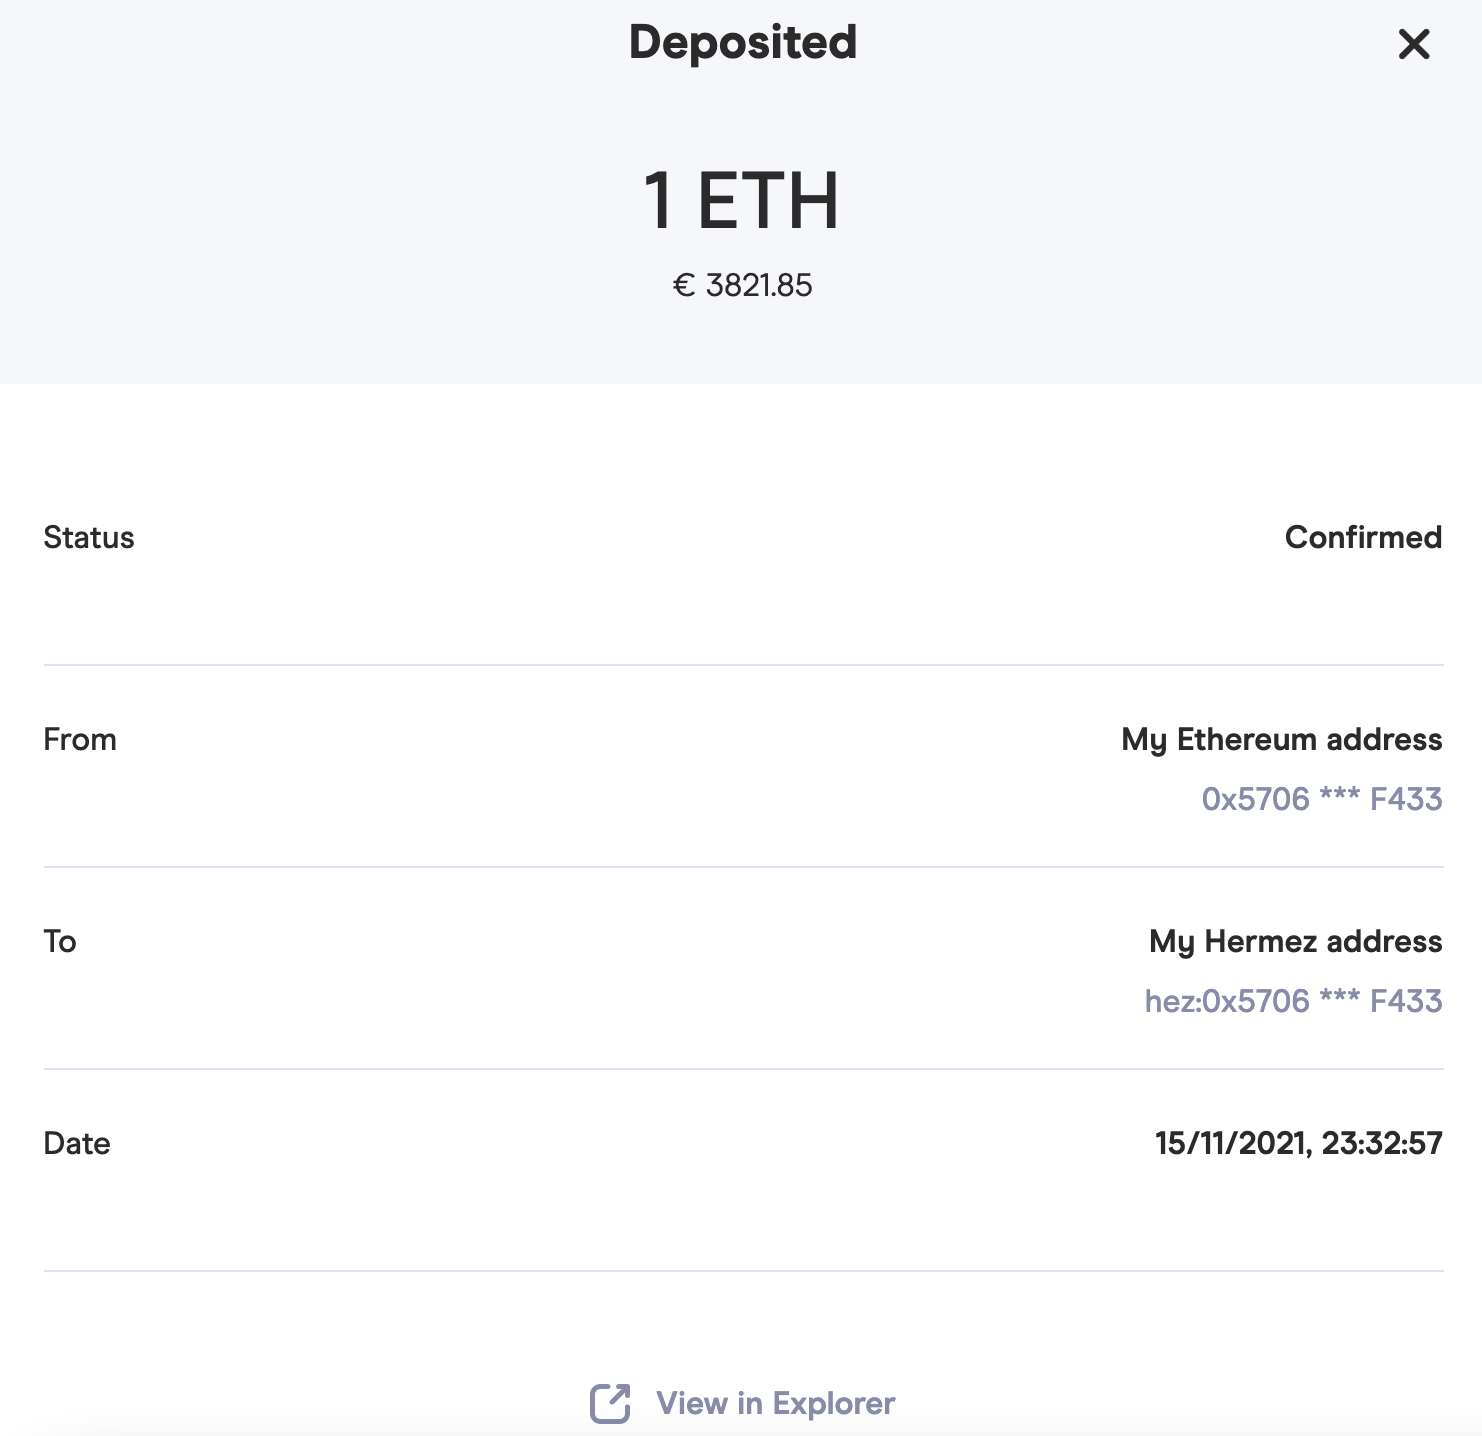 Deposited
1 ETH
€ 3821.85
Status
Confirmed
From
My Ethereum address
0x5706 *** F433
To
My Hermez address
hez:0x5706 *** F433
Date
15/11/2021, 23:32:57
View in Explorer